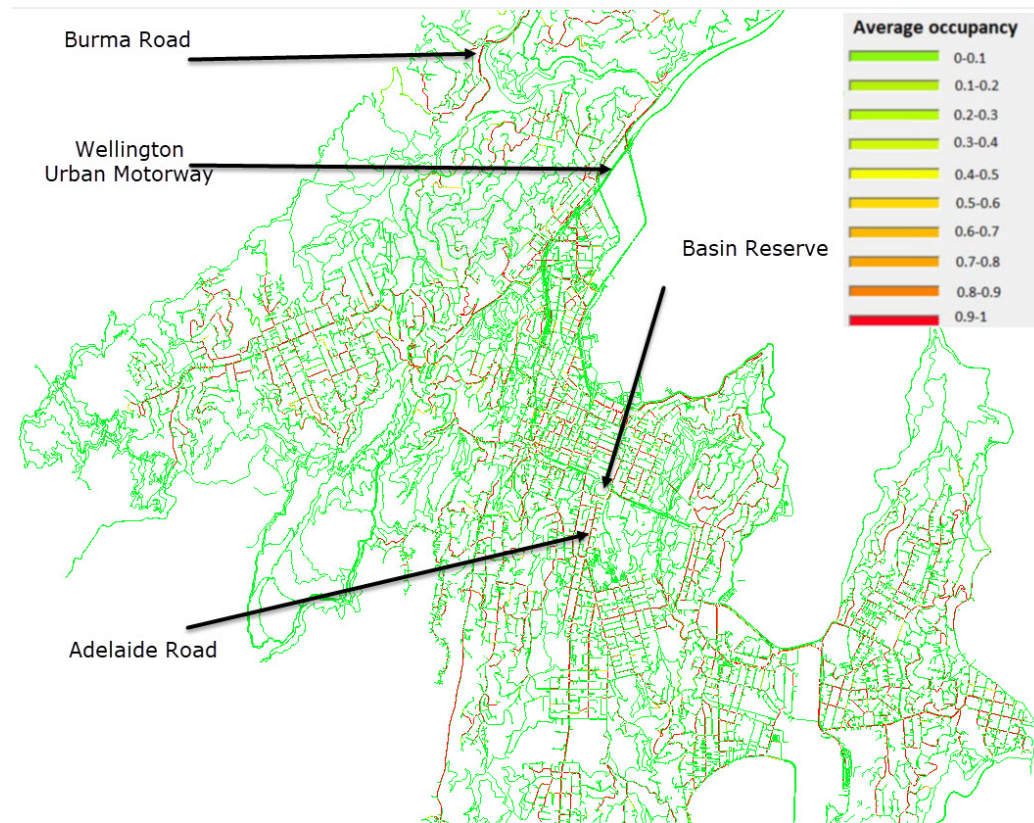 Burma Road
Wellington
Urban Motorway
Basin Reserve
Adelaide Road
Average occupancy
0-0.1
0.1-0.2
0.2-0.3
0.3-0.4
0.4-0.5
0.5-0.6
0.6-0.7
0.7-0.8
0.8-0.9
0.9-1